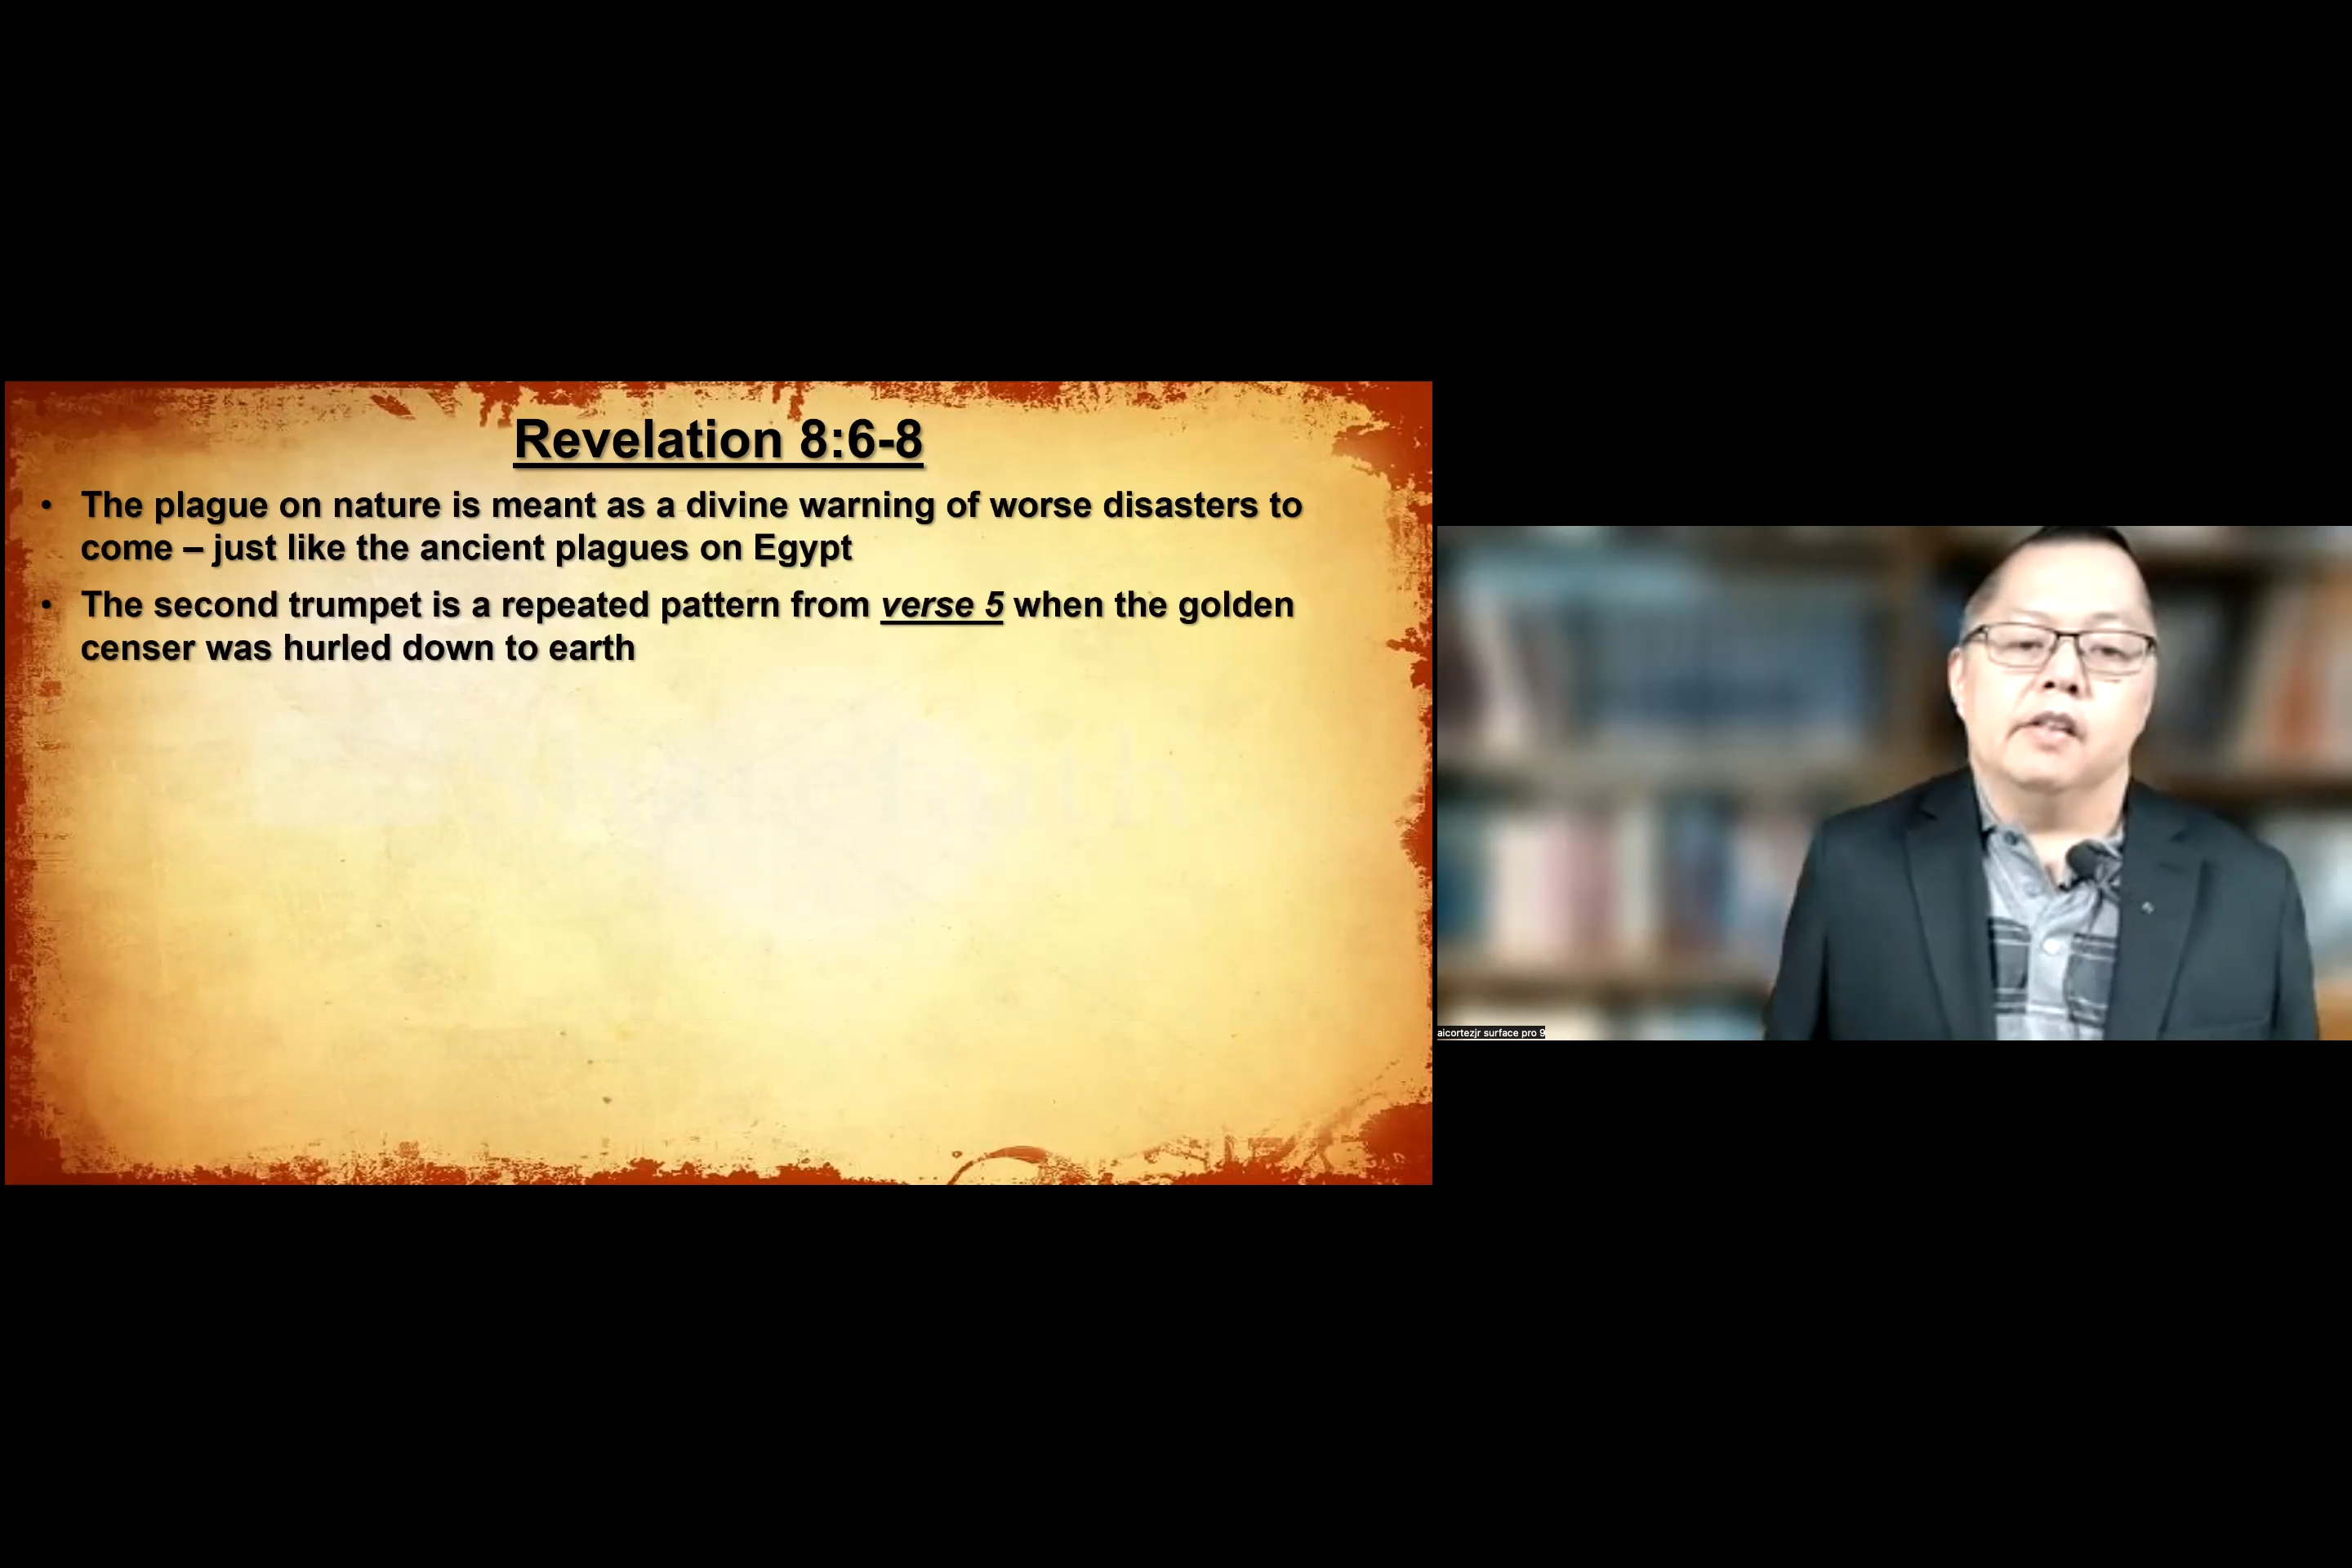 Revelation 8:6-8
• The plague on nature is meant as a divine warning of worse disasters to
come – just like the ancient plagues on Egypt
• The second trumpet is a repeated pattern from verse 5 when the golden
censer was hurled down to earth
aicortezjr surface pro 9